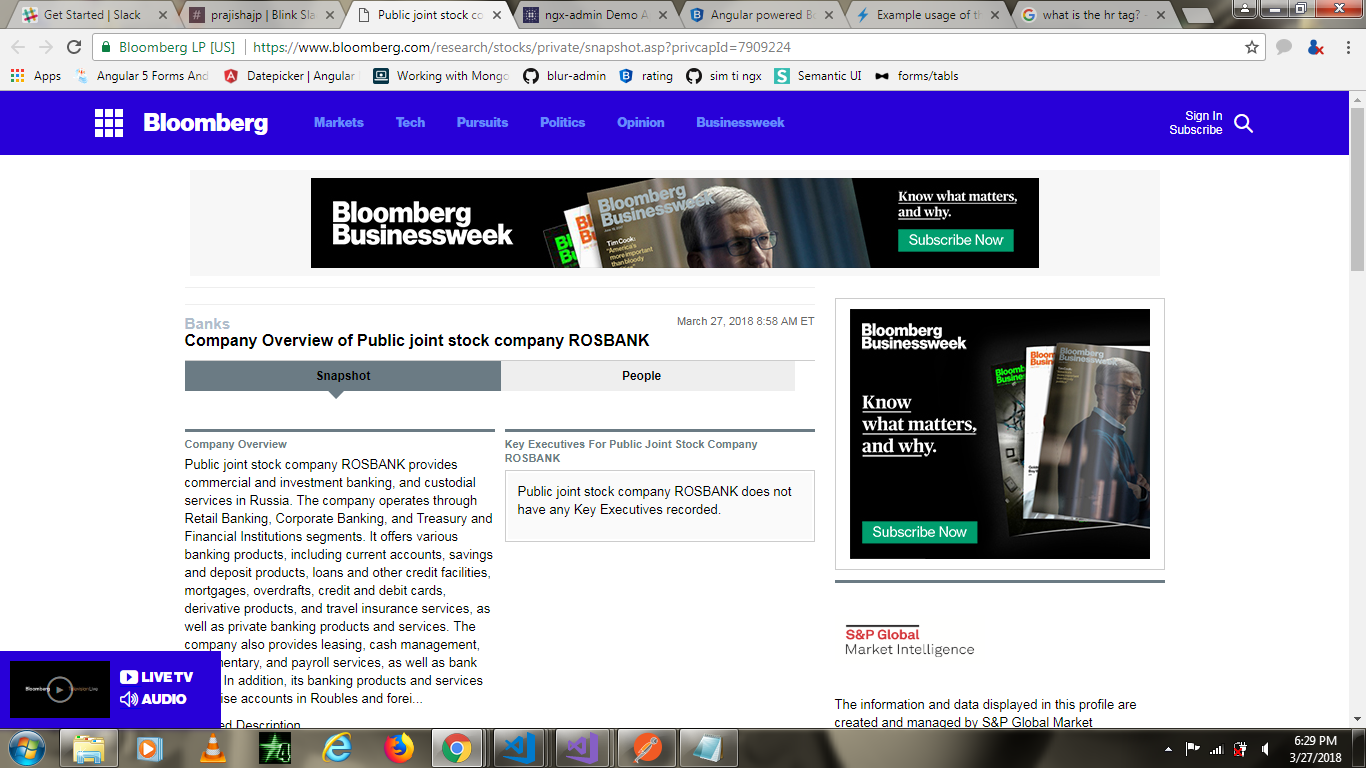 Get Started | Slack
prajishajp | Blink Sla
Public joint stock co
ngx-admin Demo A
Angular powered Bo
Example usage of th
what is the hr tag? -
Bloomberg LP [US]
https://www.bloomberg.com/research/stocks/private/snapshot.asp?privcapId=7909224
Apps
Angular 5 Forms And
Datepicker | Angular
Working with Mongo
blur-admin
rating
sim ti ngx
Semantic UI
forms/tabls
Bloomberg
Markets
Tech
Pursuits
Politics
Opinion
Businessweek
Sign In
Subscribe
Bloomberg
Businessweek
Bloomberg
Businessweek
Tim Cook:
"America's
more important
than bloody
Know what matters,
and why.
Subscribe Now
Banks
March 27, 2018 8:58 AM ET
Company Overview of Public joint stock company ROSBANK
Snapshot
People
Company Overview
Public joint stock company ROSBANK provides
commercial and investment banking, and custodial
services in Russia. The company operates through
Retail Banking, Corporate Banking, and Treasury and
Financial Institutions segments. It offers various
banking products, including current accounts, savings
and deposit products, loans and other credit facilities,
mortgages, overdrafts, credit and debit cards,
derivative products, and travel insurance services, as
well as private banking products and services. The
company also provides leasing, cash management,
mentary, and payroll services, as well as bank
In addition, its banking products and services
ise accounts in Roubles and forei...
ed Description
Key Executives For Public Joint Stock Company
ROSBANK
Public joint stock company ROSBANK does not
have any Key Executives recorded.
Bloomberg
Businessweek
Bloomberg
Businessweek
Know
what matters,
and why.
Subscribe Now
S&P Global
Market Intelligence
The information and data displayed in this profile are
created and managed by S&P Global Market
Bloomberg
LIVE TV
AUDIO
6:29 PM
3/27/2018